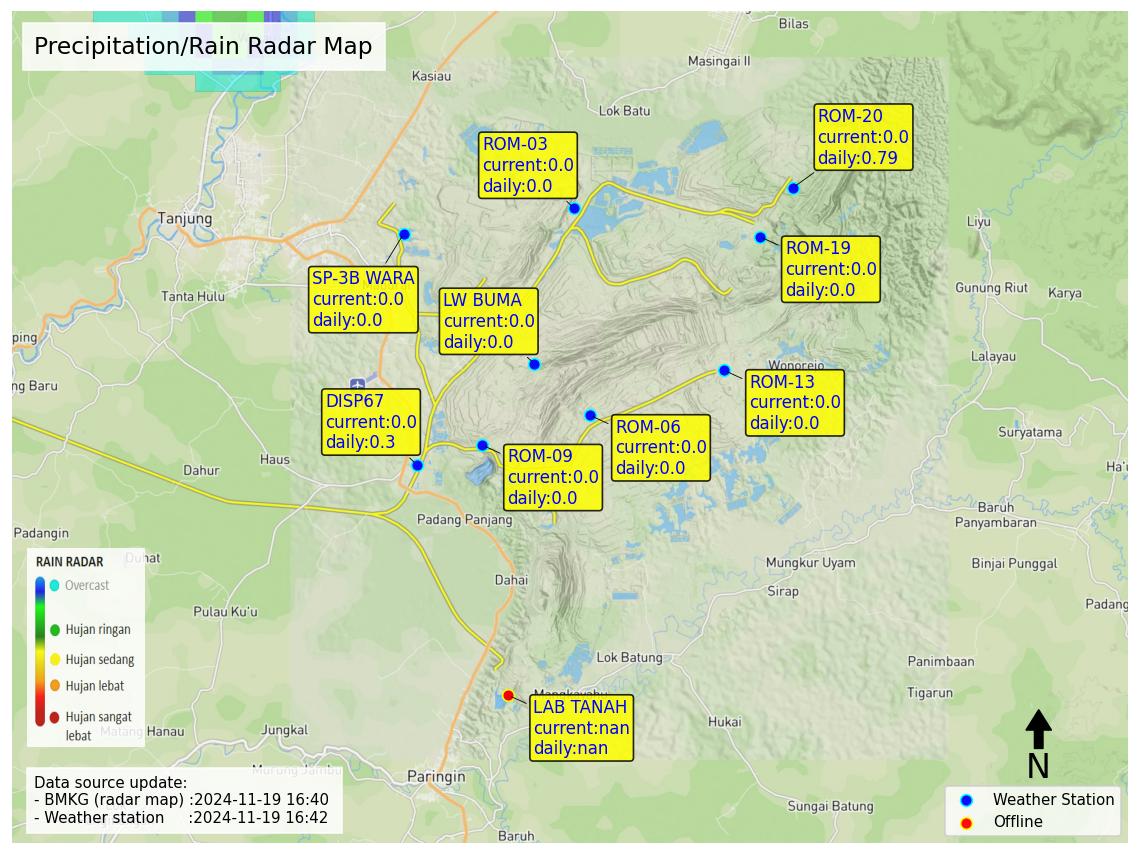 Precipitation/Rain Radar Map
Bilas
Masingai II
Kasiau
Lok Batu
ROM-20
current:0.0
daily:0.79
ROM-03
current:0.0
daily:0.0
Tanjung
Liyu
ROM-19
current:0.0
daily:0.0
SP-3B WARA
current:0.0
daily:0.0
Tanta Hulu
LW BUMA
current:0.0
daily:0.0
Gunung Riut
Karya
ping
Lalayau
Wonorejo
ng Baru
ROM-13
current:0.0
daily:0.0
DISP67
current:0.0
daily:0.3
ROM-06
current:0.0
daily:0.0
Suryatama
ROM-09
current:0.0
daily:0.0
Haus
Dahur
Ha'u
Baruh
Panyambaran
Padang Panjang
Padangin
Duhat
Mungkur Uyam
Binjai Punggal
Dahai
Sirap
Padang
Pulau Ku'u
RAIN RADAR
Overcast
Hujan ringan
Hujan sedang
Hujan lebat
Hujan sangat
lebat
Lok Batung
Panimbaan
Tigarun
Mangkayahu
LAB TANAH
current:nan
daily:nan
Hukai
Matang Hanau
Jungkal
Murung Jambu
Paringin
N
Data source update:
- BMKG (radar map) :2024-11-19 16:40
- Weather station :2024-11-19 16:42
Sungai Batung
Baruh
Weather Station
Offline